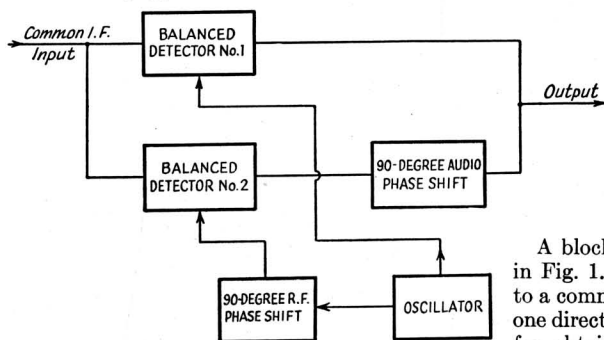 Common I.F.
Input
BALANCED
DETECTOR No.1
Output
BALANCED
DETECTOR No.2
90-DEGREE AUDIO
PHASE SHIFT
90-DEGREE R.F.
PHASE SHIFT
OSCILLATOR
A block
in Fig. 1.
to a comm
one direct